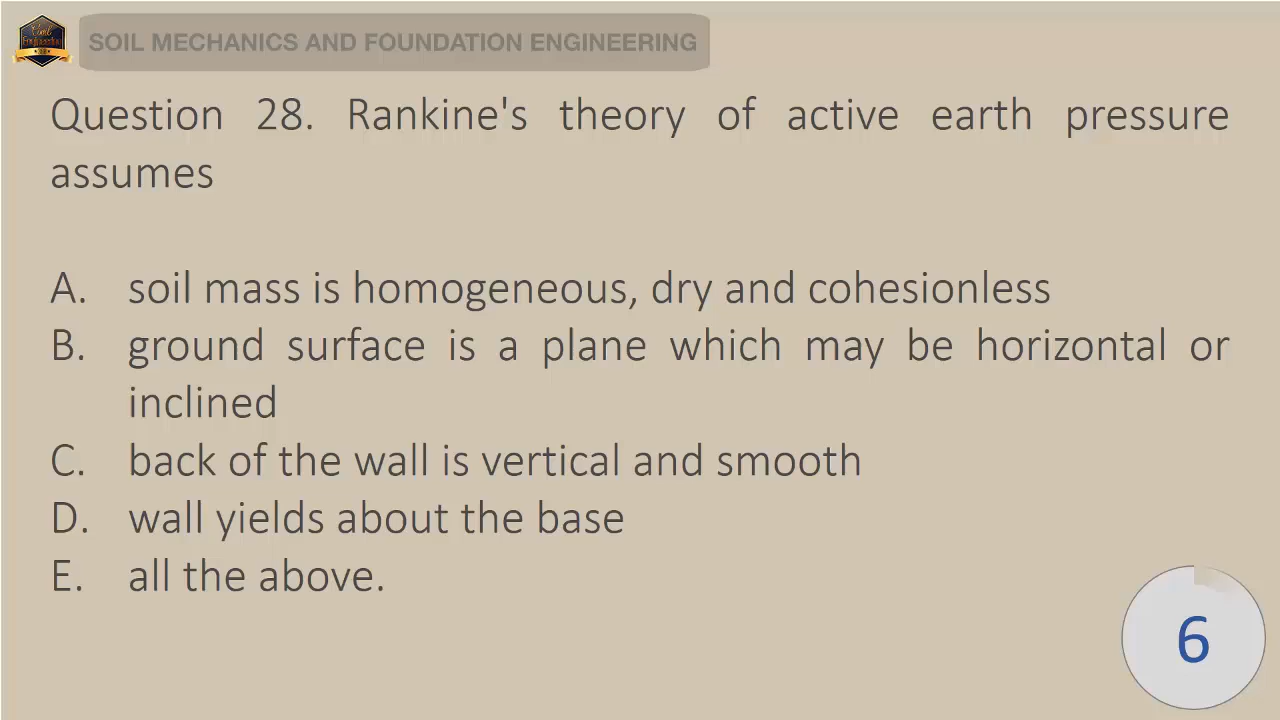 Civil
Engineering
SOIL MECHANICS AND FOUNDATION ENGINEERING
Question 28. Rankine's theory of active earth pressure
assumes
A. soil mass is homogeneous, dry and cohesionless
B. ground surface is a plane which may be horizontal or
inclined
C. back of the wall is vertical and smooth
D. wall yields about the base
E. all the above.
6